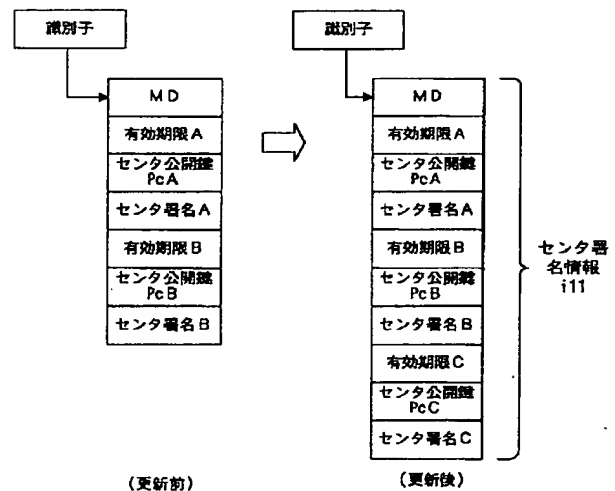 識別子
MD
有効期限A
センタ公開鍵
PcA
センタ署名A
有効期限B
センタ公開鍵
PcB
センタ署名B
(更新前)
識別子
MD
有効期限A
センタ公開鍵
PcA
センタ署名A
有効期限B
センタ公開鍵
PcB
センタ署名B
有効期限C
センタ公開鍵
PcC
センタ署名C
(更新後)
センタ署
名情報
i11